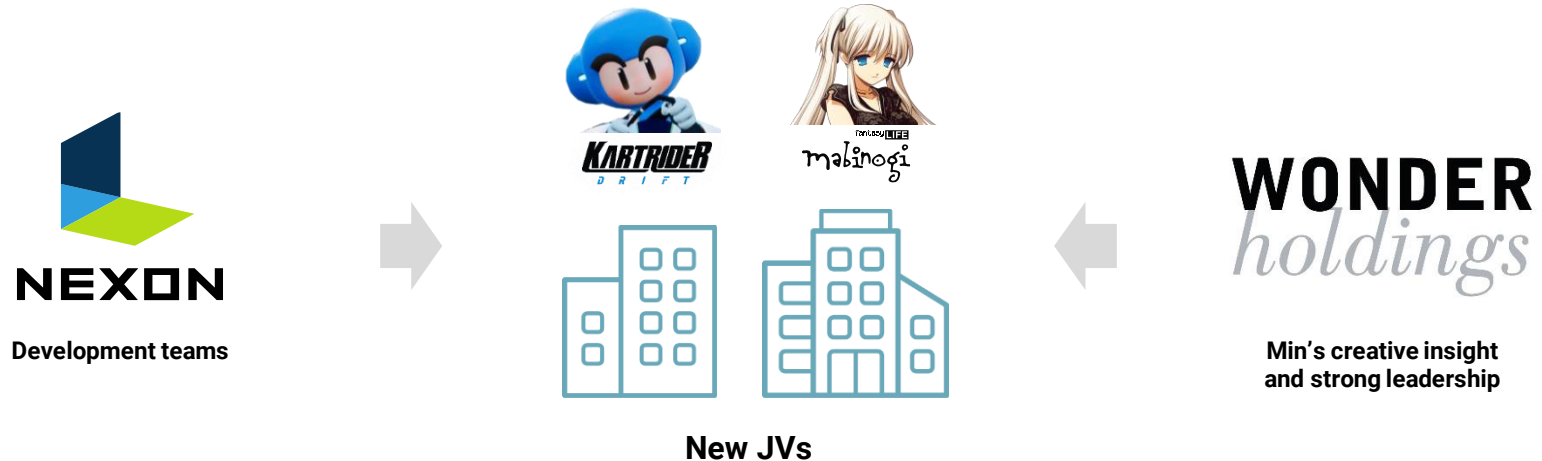 NEXON
Development teams
KARTRIDER
DRIFT
fantasy LIFE
mabinogi
New JVs
WONDER
holdings
Min's creative insight
and strong leadership